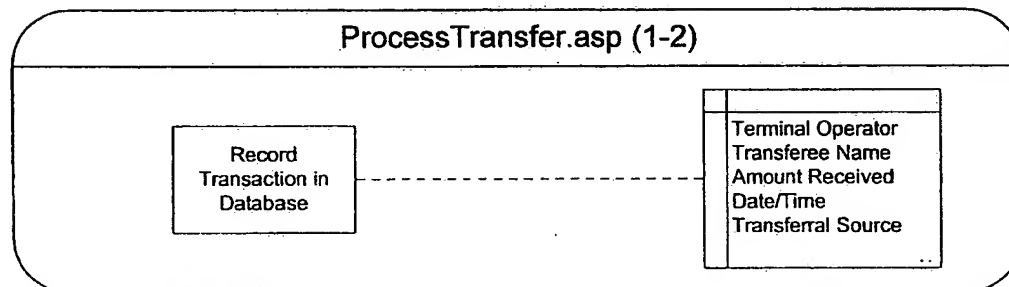 ProcessTransfer.asp (1-2)
Record
Transaction in
Database
Terminal Operator
Transferee Name
Amount Received
Date/Time
Transferral Source